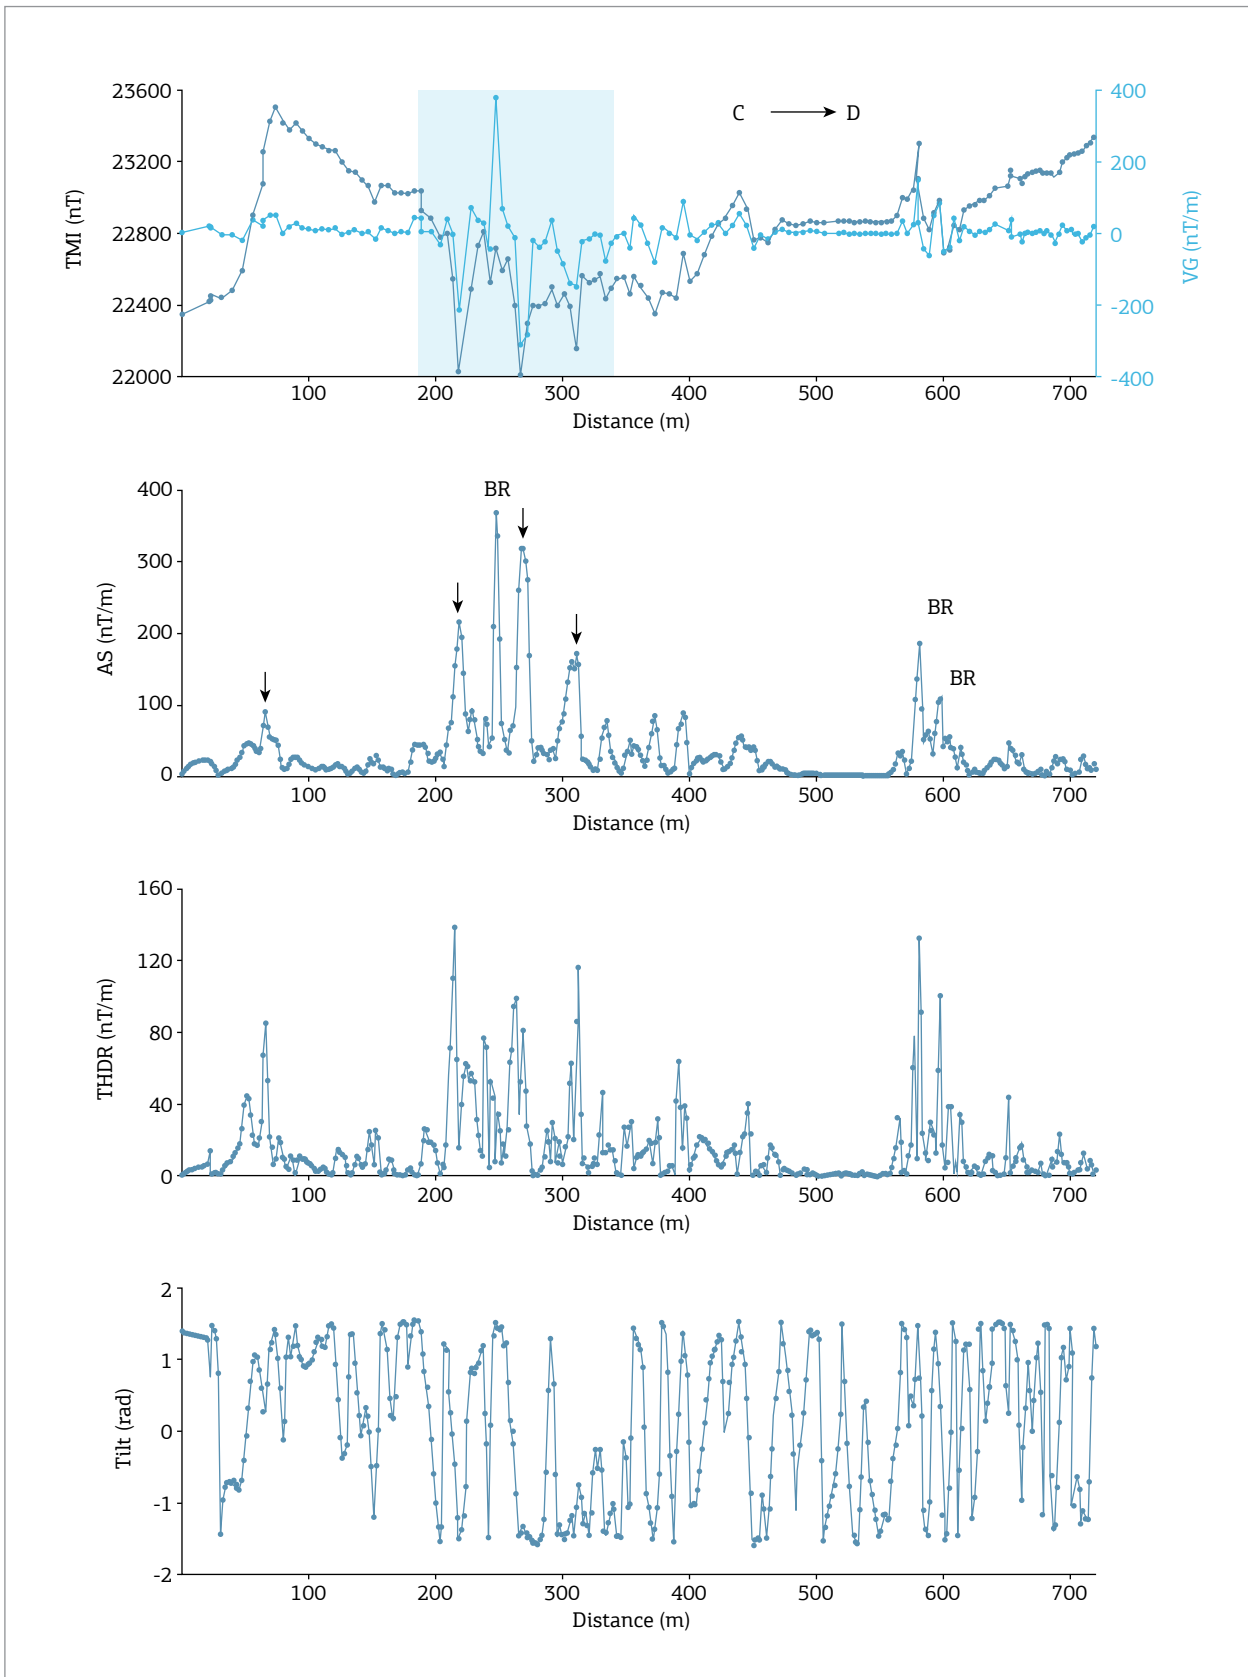 23600
23200
22800
22400
22000
TMI (nT)
400
200
0
-200
-400
VG (nT/m)
C D
100 200 300 400 500 600 700
Distance (m)
400
300
200
100
0
AS (nT/m)
BR
BR
BR
100 200 300 400 500 600 700
Distance (m)
160
120
80
40
0
THDR (nT/m)
100 200 300 400 500 600 700
Distance (m)
2
1
0
-1
-2
Tilt (rad)
100 200 300 400 500 600 700
Distance (m)